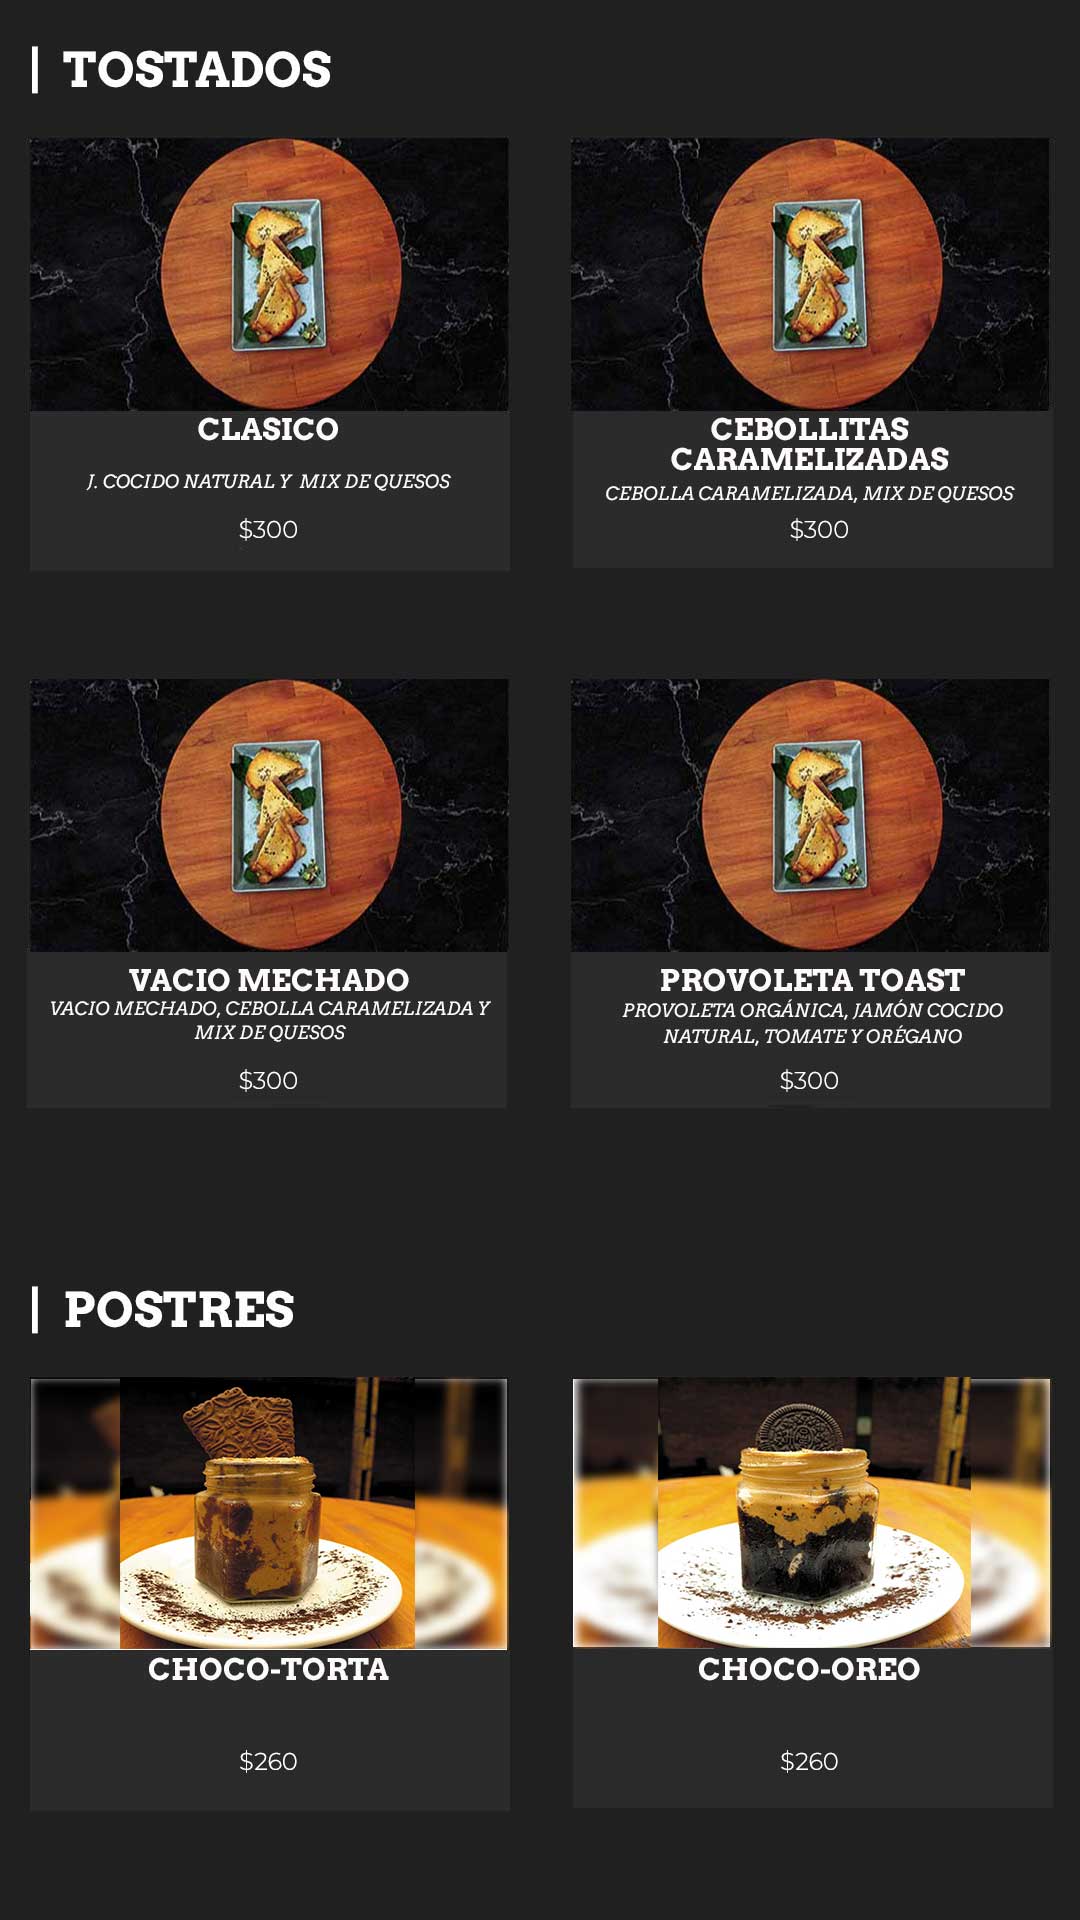 TOSTADOS
CLASICO
J. COCIDO NATURAL Y MIX DE QUESOS
$300
CEBOLLITAS
CARAMELIZADAS
CEBOLLA CARAMELIZADA, MIX DE QUESOS
$300
VACIO MECHADO
VACIO MECHADO, CEBOLLA CARAMELIZADA Y
MIX DE QUESOS
$300
PROVOLETA TOAST
PROVOLETA ORGÁNICA, JAMÓN COCIDO
NATURAL, TOMATE Y ORÉGANO
$300
POSTRES
CHOCO-TORTA
$260
CHOCO-OREO
$260